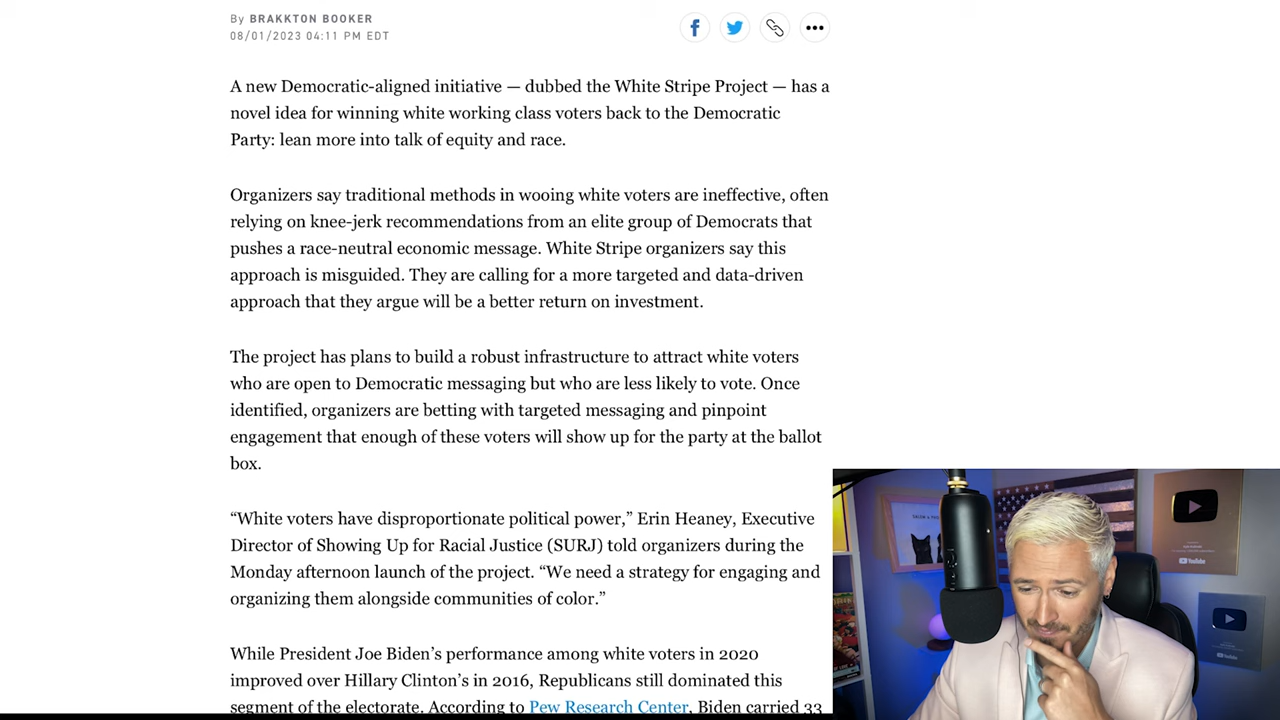 By BRAKKTON BOOKER
08/01/2023 04:11 PM EDT
A new Democratic-aligned initiative — dubbed the White Stripe Project — has a
novel idea for winning white working class voters back to the Democratic
Party: lean more into talk of equity and race.
Organizers say traditional methods in wooing white voters are ineffective, often
relying on knee-jerk recommendations from an elite group of Democrats that
pushes a race-neutral economic message. White Stripe organizers say this
approach is misguided. They are calling for a more targeted and data-driven
approach that they argue will be a better return on investment.
The project has plans to build a robust infrastructure to attract white voters
who are open to Democratic messaging but who are less likely to vote. Once
identified, organizers are betting with targeted messaging and pinpoint
engagement that enough of these voters will show up for the party at the ballot
box.
“White voters have disproportionate political power,” Erin Heaney, Executive
Director of Showing Up for Racial Justice (SURJ) told organizers during the
Monday afternoon launch of the project. “We need a strategy for engaging and
organizing them alongside communities of color.”
While President Joe Biden’s performance among white voters in 2020
improved over Hillary Clinton’s in 2016, Republicans still dominated this
segment of the electorate. According to Pew Research Center, Biden carried 33
YouTube
YouTube